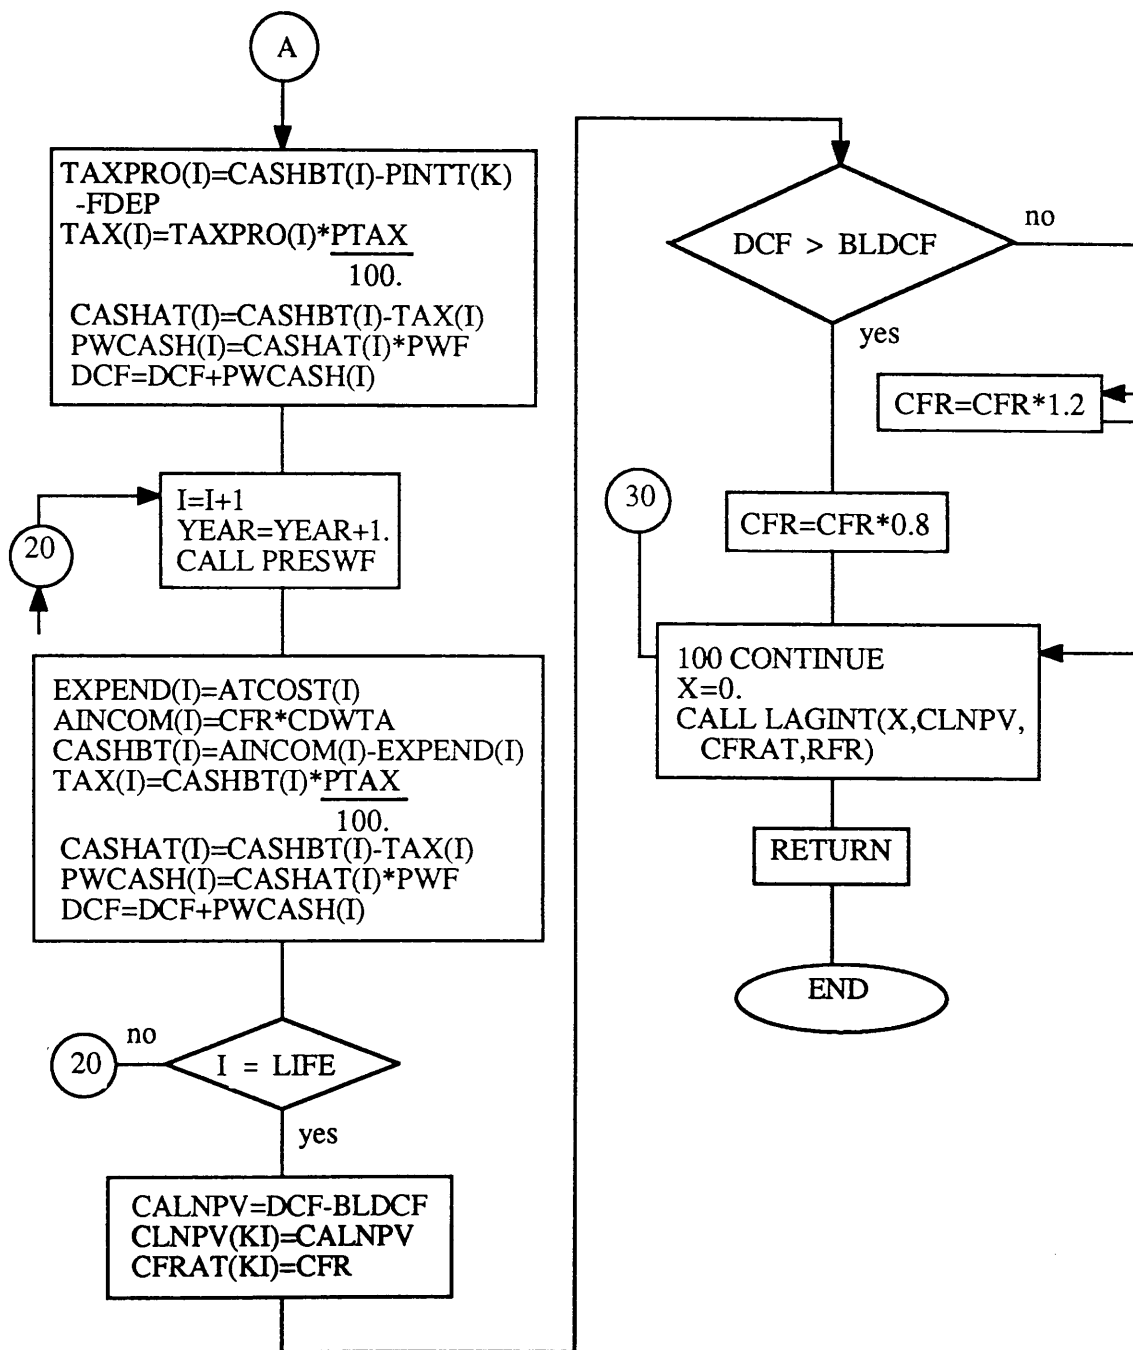 A
TAXPRO(I)=CASHBT(I)-PINTT(K)
-FDEP
TAX(I)=TAXPRO(I)*PTAX
100.
CASHAT(I)=CASHBT(I)-TAX(I)
PWCASH(I)=CASHAT(I)*PWF
DCF=DCF+PWCASH(I)
20
I=I+1
YEAR=YEAR+1.
CALL PRESWF
EXPEND(I)=ATCOST(I)
AINCOM(I)=CFR*CDWTA
CASHBT(I)=AINCOM(I)-EXPEND(I)
TAX(I)=CASHBT(I)*PTAX
100.
CASHAT(I)=CASHBT(I)-TAX(I)
PWCASH(I)=CASHAT(I)*PWF
DCF=DCF+PWCASH(I)
no
20
I = LIFE
yes
CALNPV=DCF-BLDCF
CLNPV(KI)=CALNPV
CFRAT(KI)=CFR
DCF > BLDCF
no
yes
CFR=CFR*1.2
30
CFR=CFR*0.8
100 CONTINUE
X=0.
CALL LAGINT(X,CLNPV,
CFRAT,RFR)
RETURN
END